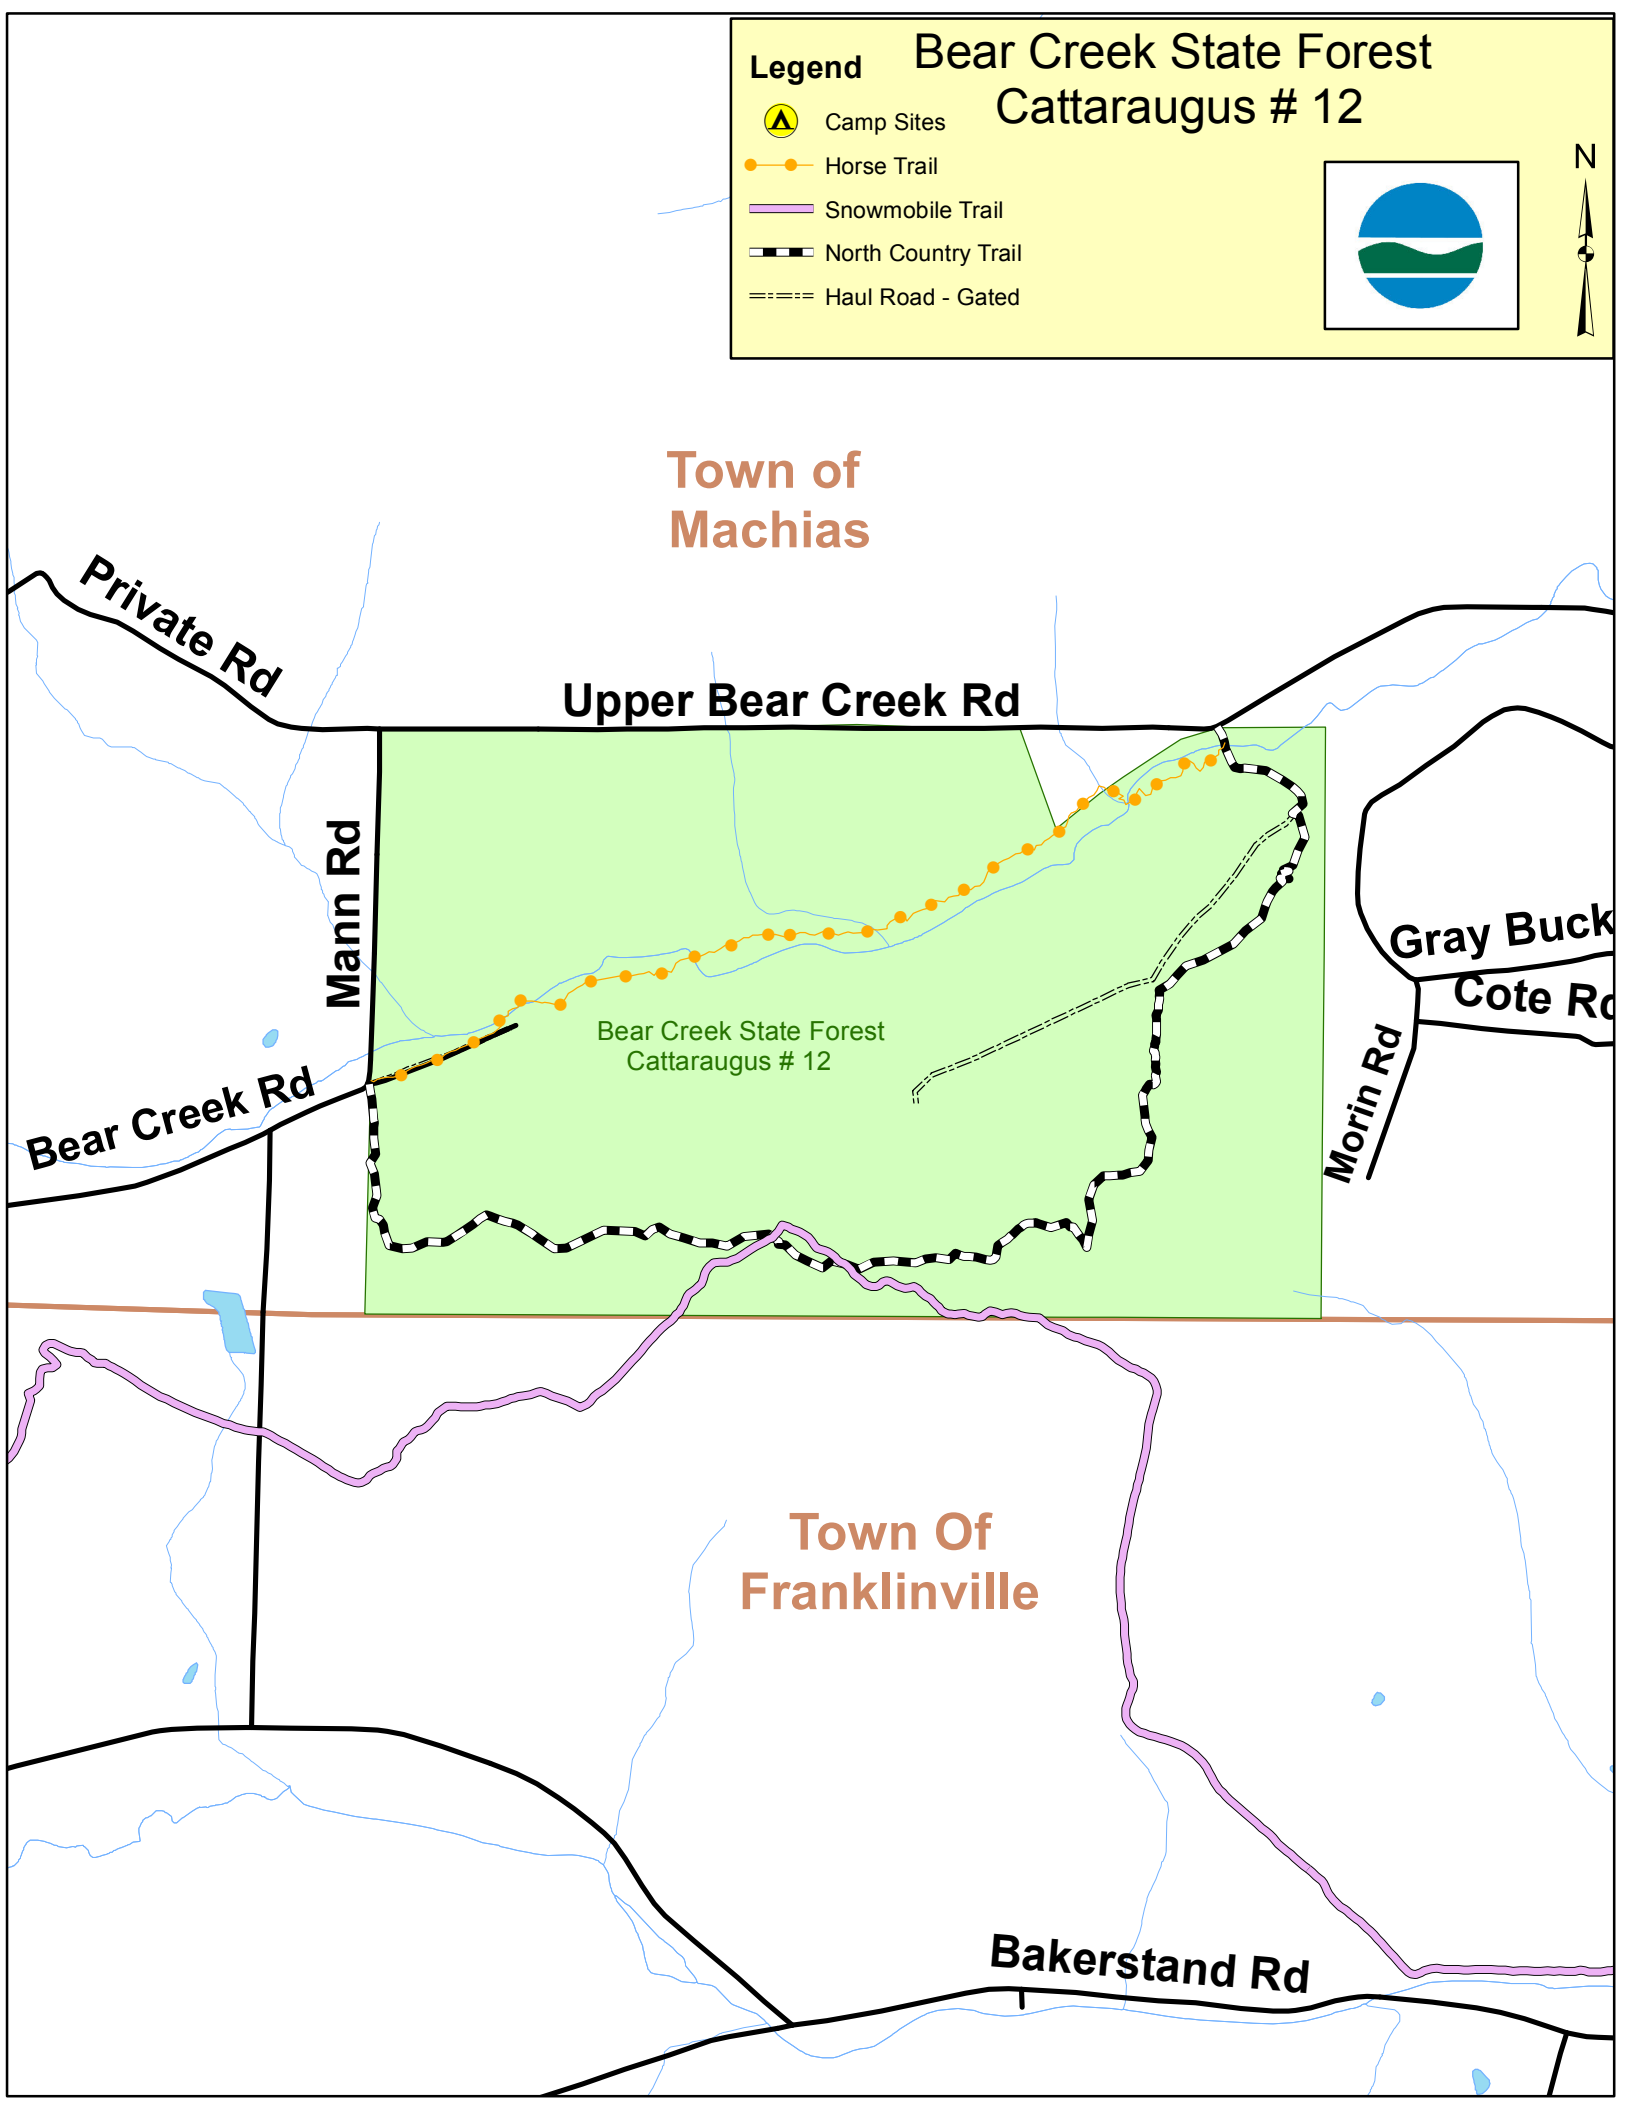 Bear Creek State Forest
Cattaraugus # 12
Legend
Camp Sites
Horse Trail
Snowmobile Trail
North Country Trail
Haul Road - Gated
N
Town of
Machias
Private Rd
Upper Bear Creek Rd
Mann Rd
Gray Buck
Cote Rd
Bear Creek State Forest
Cattaraugus # 12
Morin Rd
Bear Creek Rd
Town Of
Franklinville
Bakerstand Rd